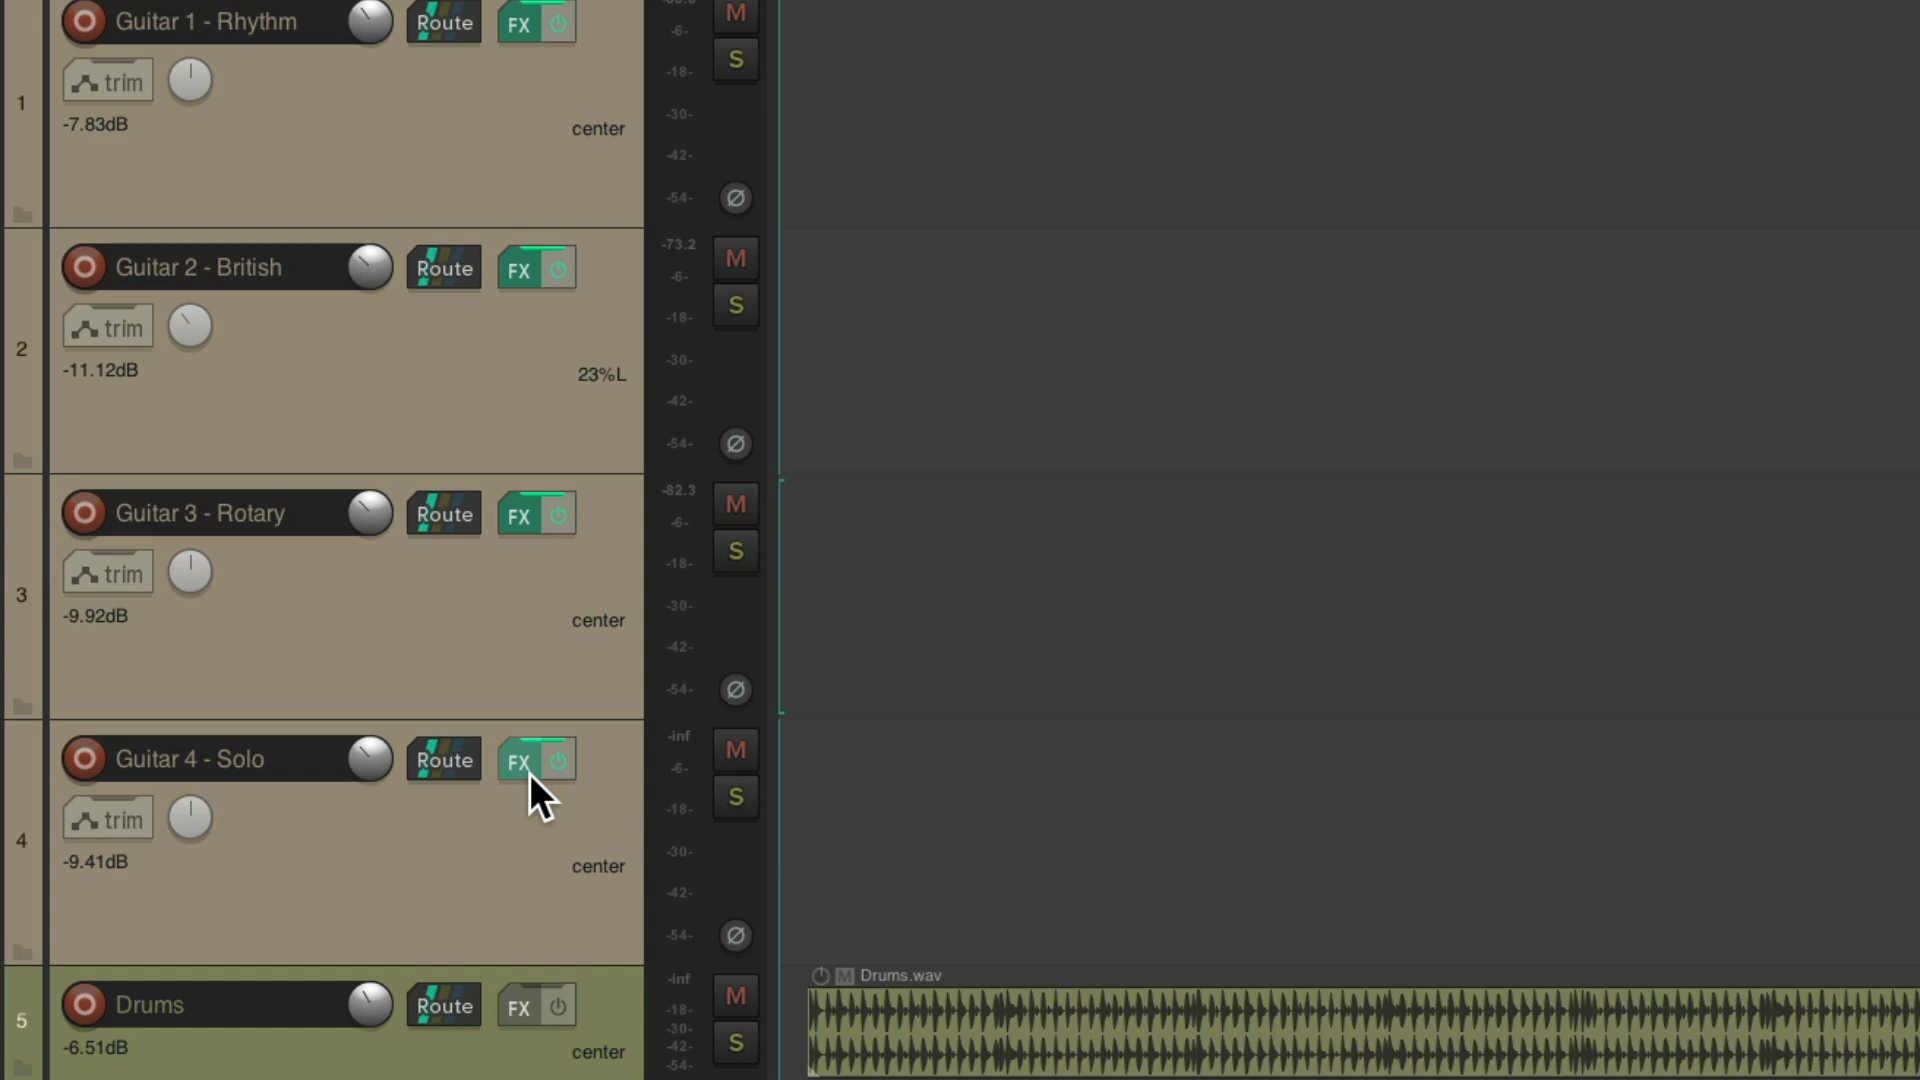 Guitar 1 - Rhythm Route FX M
-6-
S
trim -18-
1
-7.83dB center -30-
-42-
-54- Ø
-73.2
Guitar 2 - British Route FX M
-6-
trim S
-18-
2
-11.12dB 23%L -30-
-42-
-54- Ø
-82.3
Guitar 3 - Rotary Route FX M
-6-
trim S
-18-
3
-9.92dB center -30-
-42-
-54- Ø
-inf
Guitar 4 - Solo Route FX M
-6-
trim S
-18-
4
-9.41dB center -30-
-42-
-54- Ø
-inf M Drums.wav
Drums Route FX M
-18-
5 -30-
-6.51dB center -42- S
-54-